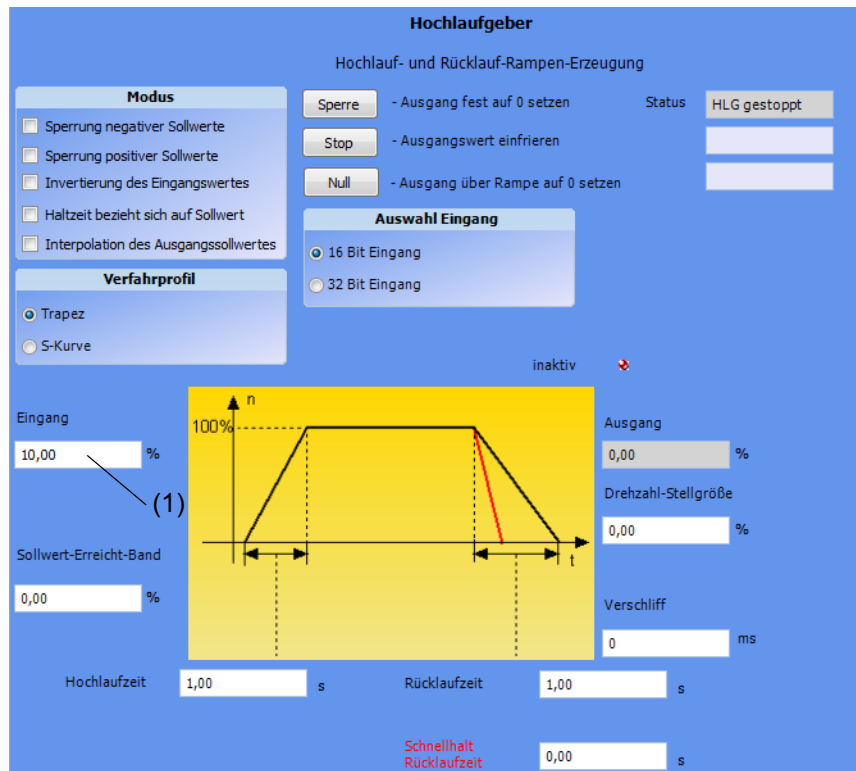 Hochlaufgeber
Hochlauf- und Rücklauf-Rampen-Erzeugung
Modus
Sperrung negativer Sollwerte
Sperrung positiver Sollwerte
Invertierung des Eingangswertes
Haltzeit bezieht sich auf Sollwert
Interpolation des Ausgangssollwertes
Sperre - Ausgang fest auf 0 setzen
Stop - Ausgangswert einfrieren
Null - Ausgang über Rampe auf 0 setzen
Status HLG gestoppt
Auswahl Eingang
16 Bit Eingang
32 Bit Eingang
Verfahrprofil
Trapez
S-Kurve
inaktiv
Eingang
10,00 %
(1)
Sollwert-Erreicht-Band
0,00 %
n
100%
t
Ausgang
0,00 %
Drehzahl-Stellgröße
0,00 %
Verschliff
0 ms
Hochlaufzeit 1,00 s
Rücklaufzeit 1,00 s
Schnellhalt
Rücklaufzeit 0,00 s